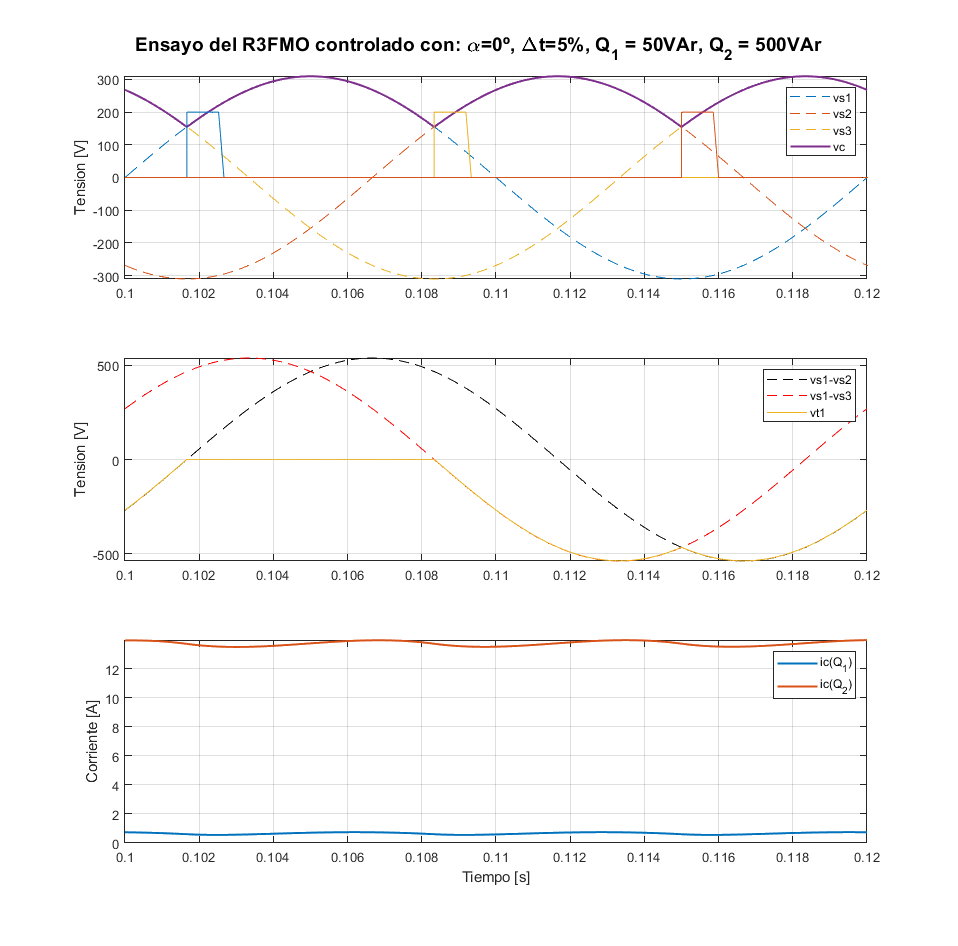 Ensayo del R3FMO controlado con: α=0º, Δt=5%, Q₁ = 50VAr, Q₂ = 500VAr
Tension [V]
300
200
100
0
-100
-200
-300
0.1 0.102 0.104 0.106 0.108 0.11 0.112 0.114 0.116 0.118 0.12
vs1
vs2
vs3
vc
Tension [V]
500
0
-500
0.1 0.102 0.104 0.106 0.108 0.11 0.112 0.114 0.116 0.118 0.12
vs1-vs2
vs1-vs3
vt1
Corriente [A]
12
10
8
6
4
2
0
0.1 0.102 0.104 0.106 0.108 0.11 0.112 0.114 0.116 0.118 0.12
ic(Q₁)
ic(Q₂)
Tiempo [s]